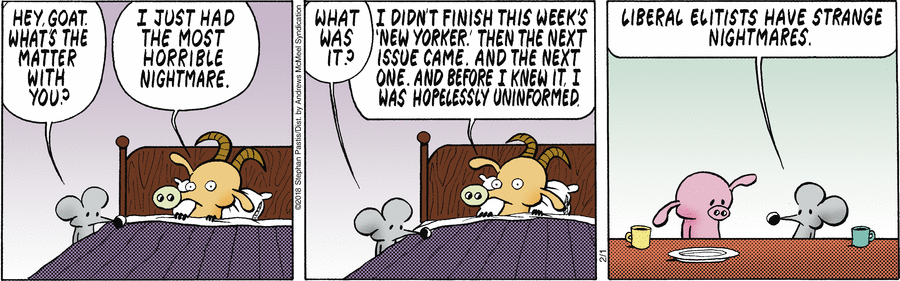 HEY, GOAT.
WHAT'S THE
MATTER
WITH
YOU?
I JUST HAD
THE MOST
HORRIBLE
NIGHTMARE.
©2018 Stephan Pastis/Dist. by Andrews McMeel Syndication
WHAT
WAS
IT?
I DIDN'T FINISH THIS WEEK'S
'NEW YORKER.' THEN THE NEXT
ISSUE CAME. AND THE NEXT
ONE. AND BEFORE I KNEW IT, I
WAS HOPELESSLY UNINFORMED.
2/1
LIBERAL ELITISTS HAVE STRANGE
NIGHTMARES.